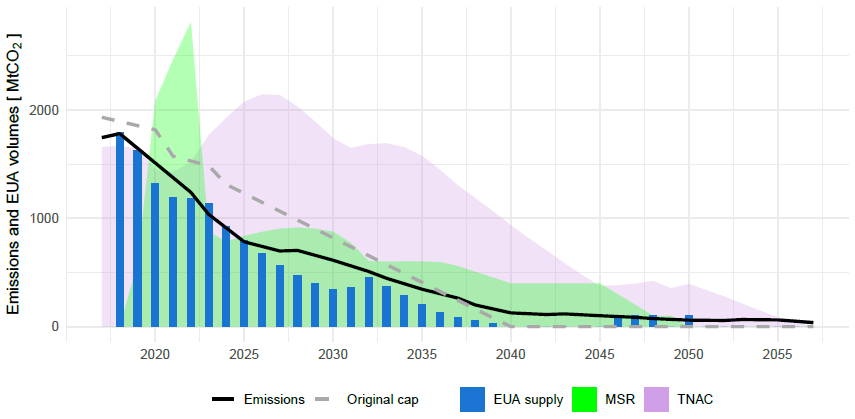 Emissions and EUA volumes [ MtCO₂ ]
2000
1000
0
2020 2025 2030 2035 2040 2045 2050 2055
Emissions Original cap EUA supply MSR TNAC